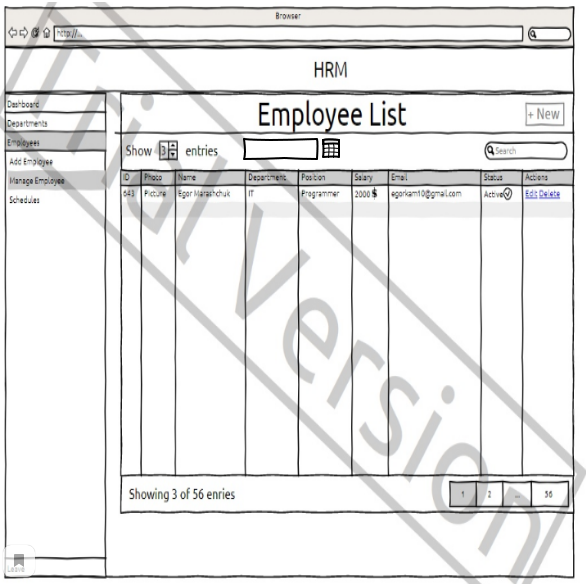 Browser
http://...
HRM
Dashboard
Departments
Employees
Add Employee
Manage Employee
Schedules
Employee List
+ New
Show 3 entries
Search
ID Photo Name Department Position Salary Email Status Actions
643 Picture Egor Marashchuk IT Programmer 2000 $ egorkam10@gmail.com Active Edit Delete
Showing 3 of 56 enries
1 2 ... 56
Trial Version